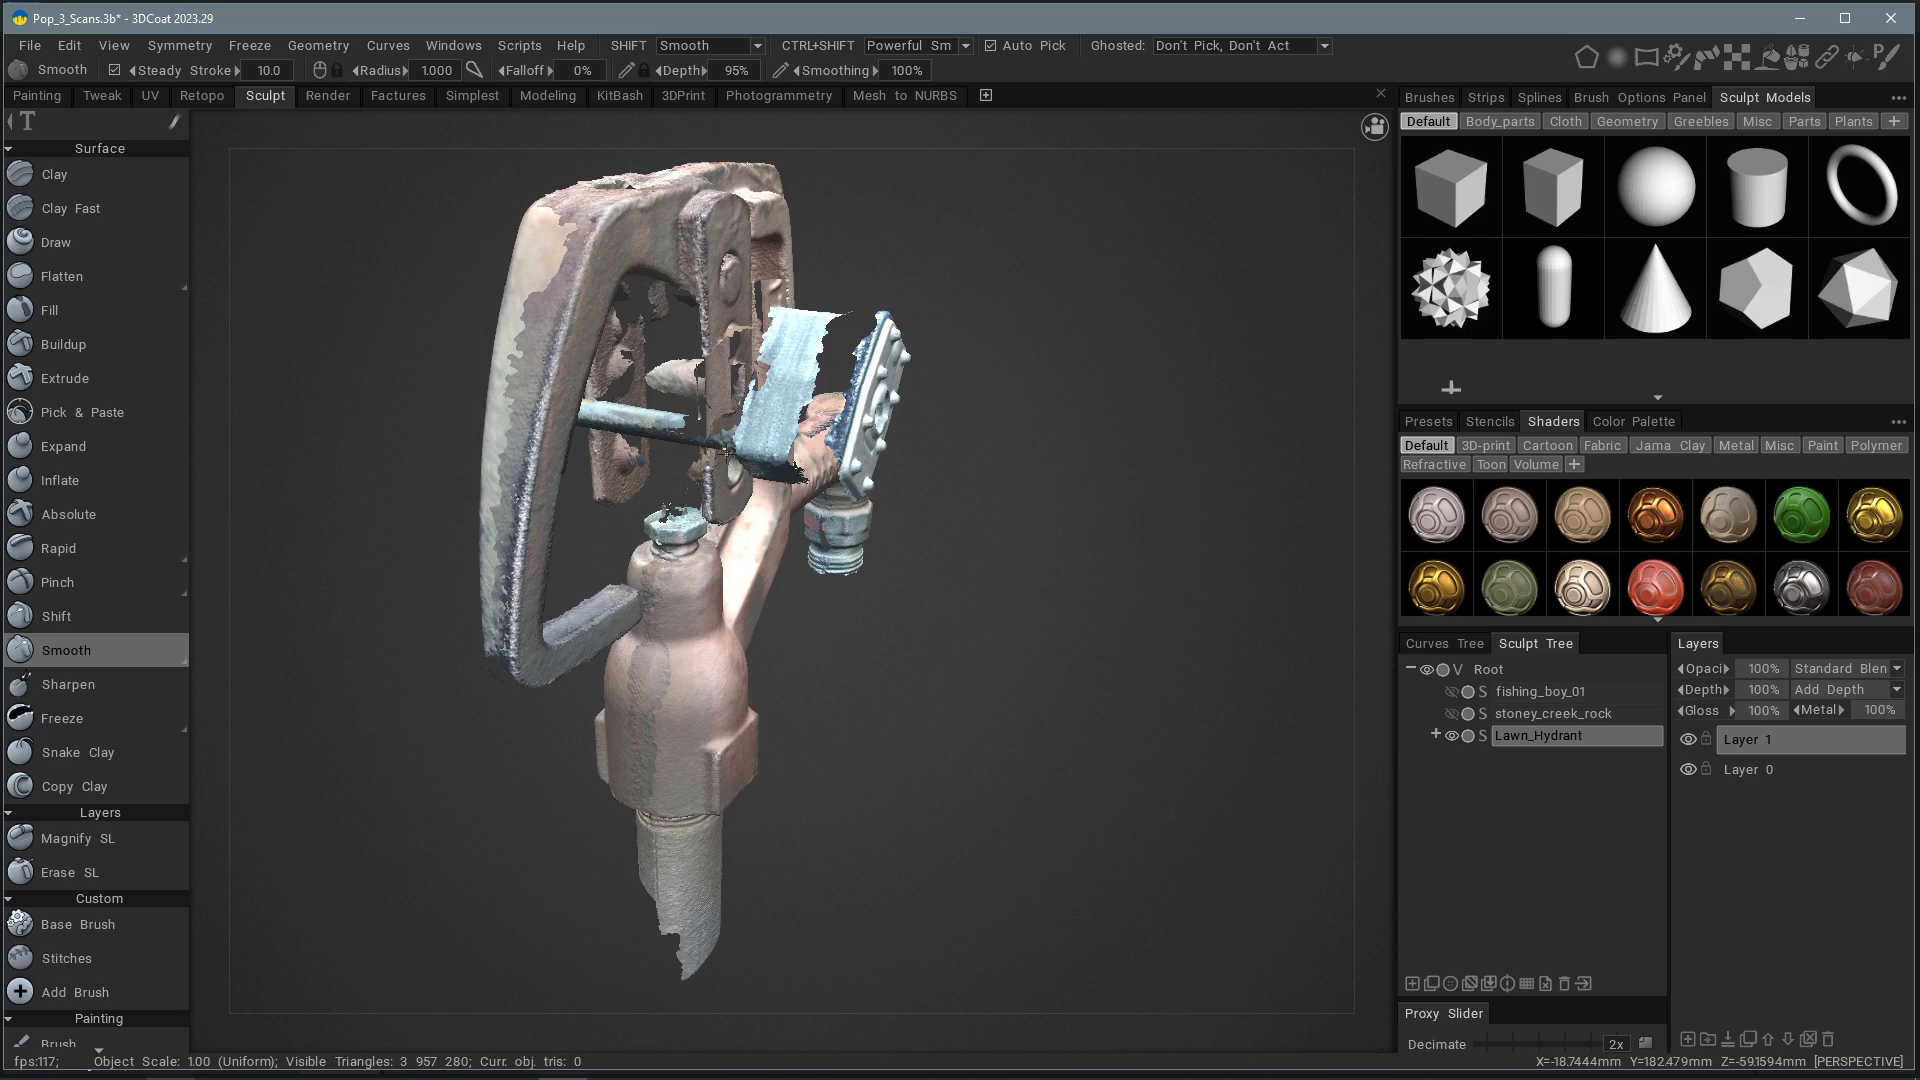 Pop_3_Scans.3b* - 3DCoat 2023.29
File Edit View Symmetry Freeze Geometry Curves Windows Scripts Help SHIFT Smooth CTRL+SHIFT Powerful Sm Auto Pick Ghosted: Don't Pick, Don't Act
Smooth Steady Stroke 10.0 Radius 1.000 Falloff 0% Depth 95% Smoothing 100%
Painting Tweak UV Retopo Sculpt Render Factures Simplest Modeling KitBash 3DPrint Photogrammetry Mesh to NURBS
T
Surface
Clay
Clay Fast
Draw
Flatten
Fill
Buildup
Extrude
Pick & Paste
Expand
Inflate
Absolute
Rapid
Pinch
Shift
Smooth
Sharpen
Freeze
Snake Clay
Copy Clay
Layers
Magnify SL
Erase SL
Custom
Base Brush
Stitches
Add Brush
Painting
Brush
Brushes Strips Splines Brush Options Panel Sculpt Models
Default Body_parts Cloth Geometry Greebles Misc Parts Plants
Presets Stencils Shaders Color Palette
Default 3D-print Cartoon Fabric Jama Clay Metal Misc Paint Polymer
Refractive Toon Volume
Curves Tree Sculpt Tree
V Root
S fishing_boy_01
S stoney_creek_rock
S Lawn_Hydrant
Layers
Opaci 100% Standard Blen
Depth 100% Add Depth
Gloss 100% Metal 100%
Layer 1
Layer 0
Proxy Slider
Decimate 2x
fps:117; Object Scale: 1.00 (Uniform); Visible Triangles: 3 957 280; Curr. obj. tris: 0
X=-18.7444mm Y=182.479mm Z=-59.1594mm [PERSPECTIVE]